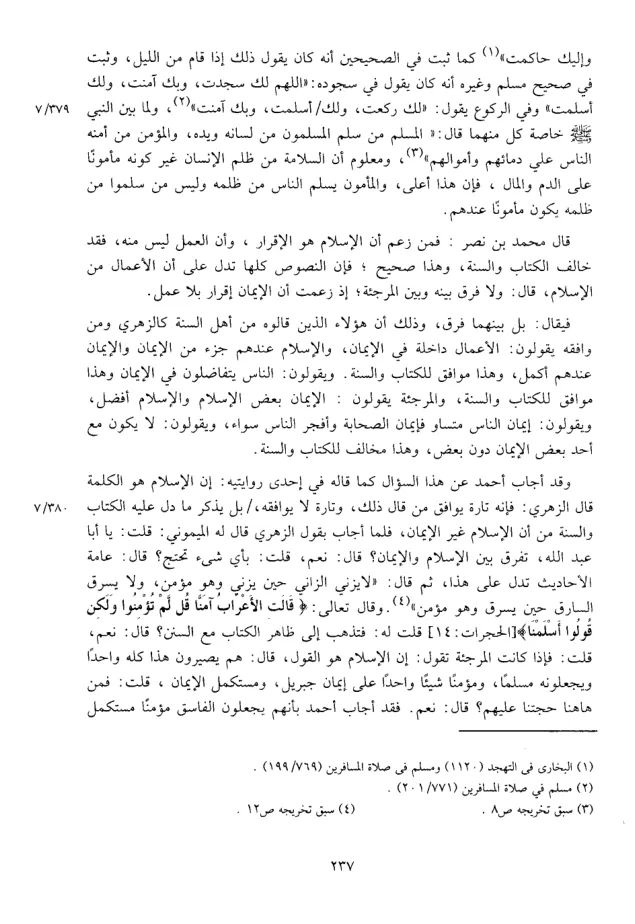 وإليك حاكمت»(١) كما ثبت في الصحيحين أنه كان يقول ذلك إذا قام من الليل، وثبت
في صحيح مسلم وغيره أنه كان يقول في سجوده:«اللهم لك سجدت، وبك آمنت، ولك
أسلمت» وفي الركوع يقول: «لك ركعت، ولك/أسلمت، وبك آمنت»(٢)، ولما بين النبي
٧/٣٧٩
ﷺ خاصة كل منهما قال:« المسلم من سلم المسلمون من لسانه ويده، والمؤمن من أمنه
الناس علي دمائهم وأموالهم»(٣)، ومعلوم أن السلامة من ظلم الإنسان غير كونه مأمونًا
على الدم والمال ، فإن هذا أعلى، والمأمون يسلم الناس من ظلمه وليس من سلموا من
ظلمه يكون مأمونًا عندهم.
قال محمد بن نصر : فمن زعم أن الإسلام هو الإقرار ، وأن العمل ليس منه، فقد
خالف الكتاب والسنة، وهذا صحيح ؛ فإن النصوص كلها تدل على أن الأعمال من
الإسلام، قال: ولا فرق بينه وبين المرجئة؛ إذ زعمت أن الإيمان إقرار بلا عمل.
فيقال: بل بينهما فرق، وذلك أن هؤلاء الذين قالوه من أهل السنة كالزهري ومن
وافقه يقولون: الأعمال داخلة في الإيمان، والإسلام عندهم جزء من الإيمان والإيمان
عندهم أكمل، وهذا موافق للكتاب والسنة. ويقولون: الناس يتفاضلون في الإيمان وهذا
موافق للكتاب والسنة، والمرجئة يقولون : الإيمان بعض الإسلام والإسلام أفضل،
ويقولون: إيمان الناس متساو فإيمان الصحابة وأفجر الناس سواء، ويقولون: لا يكون مع
أحد بعض الإيمان دون بعض، وهذا مخالف للكتاب والسنة.
وقد أجاب أحمد عن هذا السؤال كما قاله في إحدى روايتيه: إن الإسلام هو الكلمة
قال الزهري: فإنه تارة يوافق من قال ذلك، وتارة لا يوافقه،/بل يذكر ما دل عليه الكتاب
٧/٣٨٠
والسنة من أن الإسلام غير الإيمان، فلما أجاب بقول الزهري قال له الميموني: قلت: يا أبا
عبد الله، تفرق بين الإسلام والإيمان؟ قال: نعم، قلت: بأي شىء تحتج؟ قال: عامة
الأحاديث تدل على هذا، ثم قال: «لايزني الزاني حين يزني وهو مؤمن، ولا يسرق
السارق حين يسرق وهو مؤمن»(٤).وقال تعالى:﴿ قَالَتِ الأَعْرَابُ آمَنَّا قُل لَّمْ تُؤْمِنُوا وَلَكِن
قُولُوا أَسْلَمْنَا﴾[الحجرات:١٤] قلت له: فتذهب إلى ظاهر الكتاب مع السنن؟ قال: نعم،
قلت: فإذا كانت المرجئة تقول: إن الإسلام هو القول، قال: هم يصيرون هذا كله واحدًا
ويجعلونه مسلمًا، ومؤمنًا شيئًا واحدًا على إيمان جبريل، ومستكمل الإيمان ، قلت: فمن
هاهنا حجتنا عليهم؟ قال: نعم. فقد أجاب أحمد بأنهم يجعلون الفاسق مؤمنًا مستكمل
(١) البخارى فى التهجد (١١٢٠) ومسلم فى صلاة المسافرين (١٩٩/٧٦٩) .
(٢) مسلم في صلاة المسافرين (٢٠١/٧٧١) .
(٣) سبق تخريجه ص٨ . (٤) سبق تخريجه ص١٢ .
٢٣٧